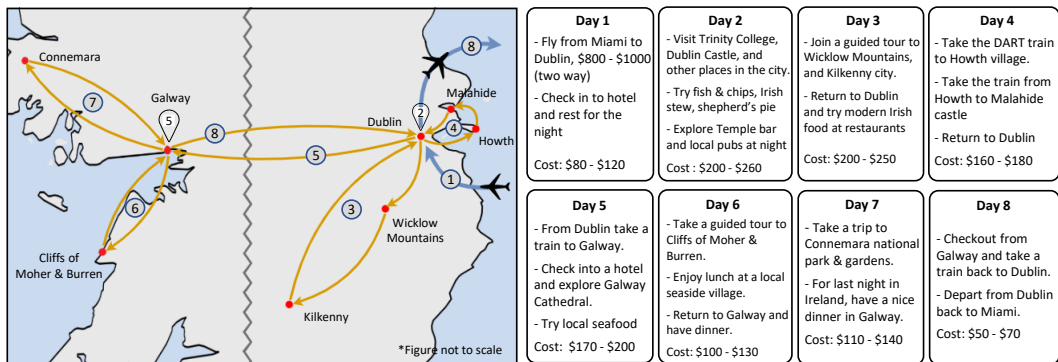 Connemara
7
Galway
5
8
6
Cliffs of
Moher & Burren
8
Malahide
2
Dublin
4
Howth
5
1
3
Wicklow
Mountains
Kilkenny
*Figure not to scale
Day 1
- Fly from Miami to
Dublin, $800 - $1000
(two way)
- Check in to hotel
and rest for the
night
Cost: $80 - $120
Day 2
- Visit Trinity College,
Dublin Castle, and
other places in the city.
- Try fish & chips, Irish
stew, shepherd's pie
- Explore Temple bar
and local pubs at night
Cost : $200 - $260
Day 3
- Join a guided tour to
Wicklow Mountains,
and Kilkenny city.
- Return to Dublin
and try modern Irish
food at restaurants
Cost: $200 - $250
Day 4
- Take the DART train
to Howth village.
- Take the train from
Howth to Malahide
castle
- Return to Dublin
Cost: $160 - $180
Day 5
- From Dublin take a
train to Galway.
- Check into a hotel
and explore Galway
Cathedral.
- Try local seafood
Cost: $170 - $200
Day 6
- Take a guided tour to
Cliffs of Moher &
Burren.
- Enjoy lunch at a local
seaside village.
- Return to Galway and
have dinner.
Cost: $100 - $130
Day 7
- Take a trip to
Connemara national
park & gardens.
- For last night in
Ireland, have a nice
dinner in Galway.
Cost: $110 - $140
Day 8
- Checkout from
Galway and take a
train back to Dublin.
- Depart from Dublin
back to Miami.
Cost: $50 - $70